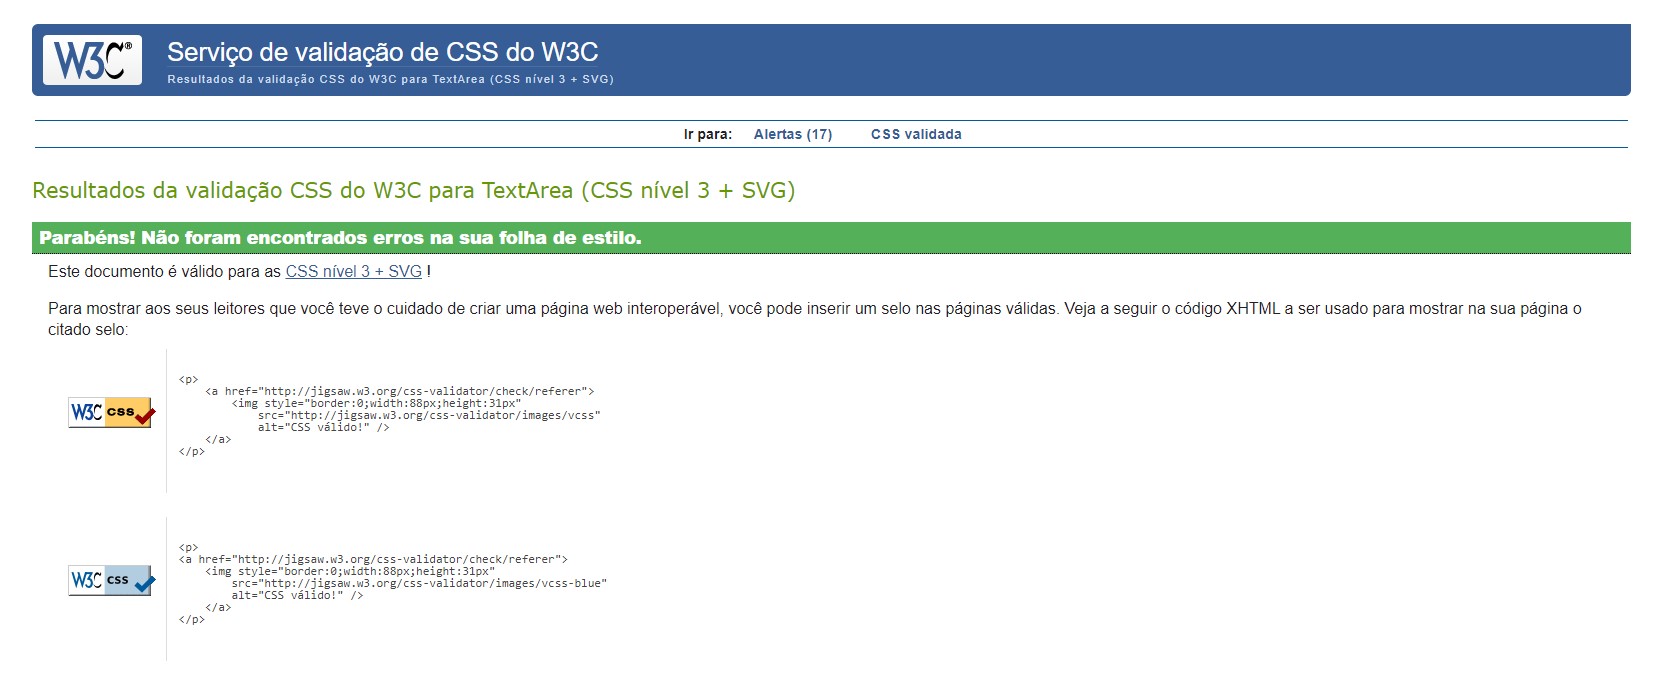 W3C®
Serviço de validação de CSS do W3C
Resultados da validação CSS do W3C para TextArea (CSS nível 3 + SVG)
Ir para: Alertas (17) CSS validada
Resultados da validação CSS do W3C para TextArea (CSS nível 3 + SVG)
Parabéns! Não foram encontrados erros na sua folha de estilo.
Este documento é válido para as CSS nível 3 + SVG !
Para mostrar aos seus leitores que você teve o cuidado de criar uma página web interoperável, você pode inserir um selo nas páginas válidas. Veja a seguir o código XHTML a ser usado para mostrar na sua página o
citado selo:
W3C css
<p>
<a href="http://jigsaw.w3.org/css-validator/check/referer">
<img style="border:0;width:88px;height:31px"
src="http://jigsaw.w3.org/css-validator/images/vcss"
alt="CSS válido!" />
</a>
</p>
W3C css
<p>
<a href="http://jigsaw.w3.org/css-validator/check/referer">
<img style="border:0;width:88px;height:31px"
src="http://jigsaw.w3.org/css-validator/images/vcss-blue"
alt="CSS válido!" />
</a>
</p>